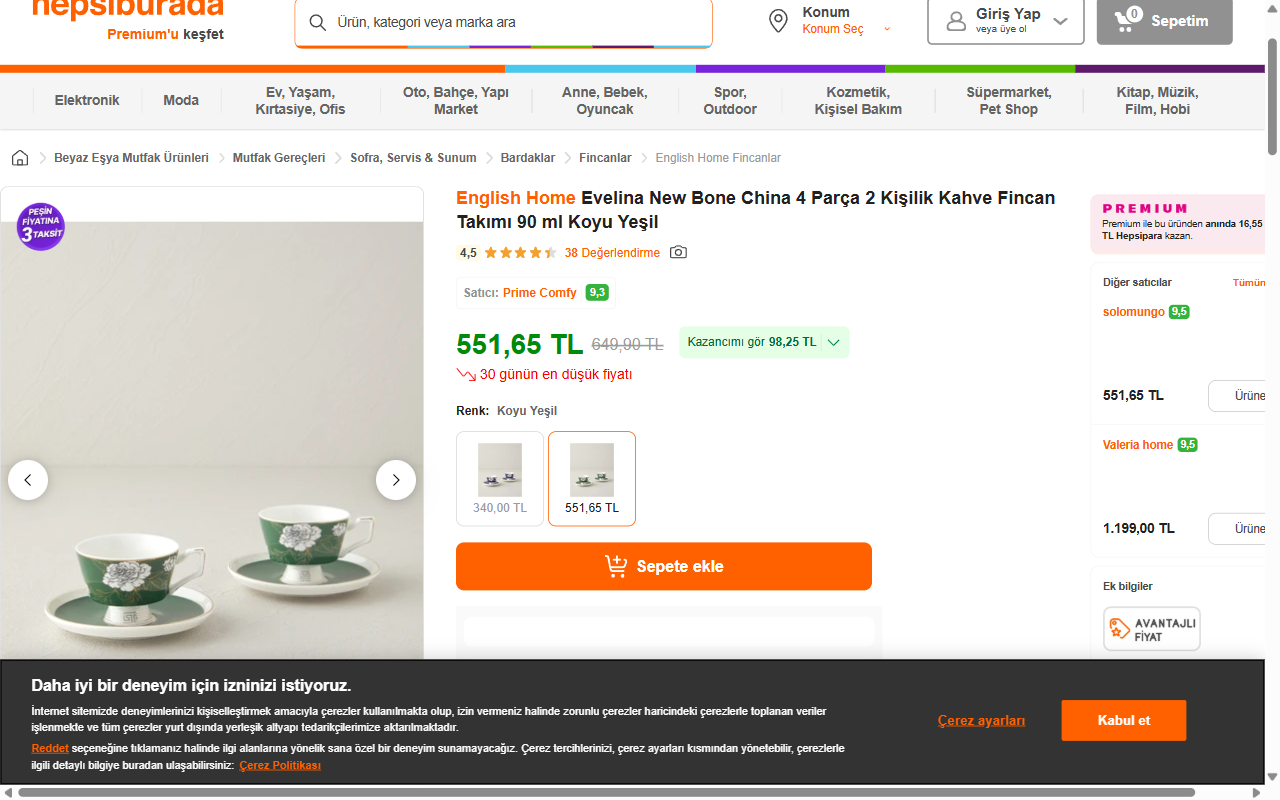 hepsiburada
Premium'u keşfet
Ürün, kategori veya marka ara
Konum
Konum Seç
Giriş Yap
veya üye ol
0
Sepetim
Elektronik
Moda
Ev, Yaşam,
Kırtasiye, Ofis
Oto, Bahçe, Yapı
Market
Anne, Bebek,
Oyuncak
Spor,
Outdoor
Kozmetik,
Kişisel Bakım
Süpermarket,
Pet Shop
Kitap, Müzik,
Film, Hobi
Beyaz Eşya Mutfak Ürünleri
Mutfak Gereçleri
Sofra, Servis & Sunum
Bardaklar
Fincanlar
English Home Fincanlar
PEŞİN
FİYATINA
3 TAKSİT
English Home Evelina New Bone China 4 Parça 2 Kişilik Kahve Fincan
Takımı 90 ml Koyu Yeşil
4,5
38 Değerlendirme
Satıcı: Prime Comfy 9,3
551,65 TL 649,90 TL
Kazancımı gör 98,25 TL
30 günün en düşük fiyatı
Renk: Koyu Yeşil
340,00 TL
551,65 TL
Sepete ekle
PREMIUM
Premium ile bu üründen anında 16,55
TL Hepsipara kazan.
Diğer satıcılar
Tümün
solomungo 9,5
551,65 TL
Ürüne
Valeria home 9,5
1.199,00 TL
Ürüne
Ek bilgiler
AVANTAJLI
FİYAT
Daha iyi bir deneyim için izninizi istiyoruz.
İnternet sitemizde deneyimlerinizi kişiselleştirmek amacıyla çerezler kullanılmakta olup, izin vermeniz halinde zorunlu çerezler haricindeki çerezlerle toplanan veriler
işlenmekte ve tüm çerezler yurt dışında yerleşik altyapı tedarikçilerimize aktarılmaktadır.
Reddet seçeneğine tıklamanız halinde ilgi alanlarına yönelik sana özel bir deneyim sunamayacağız. Çerez tercihlerinizi, çerez ayarları kısmından yönetebilir, çerezlerle
ilgili detaylı bilgiye buradan ulaşabilirsiniz: Çerez Politikası
Çerez ayarları
Kabul et